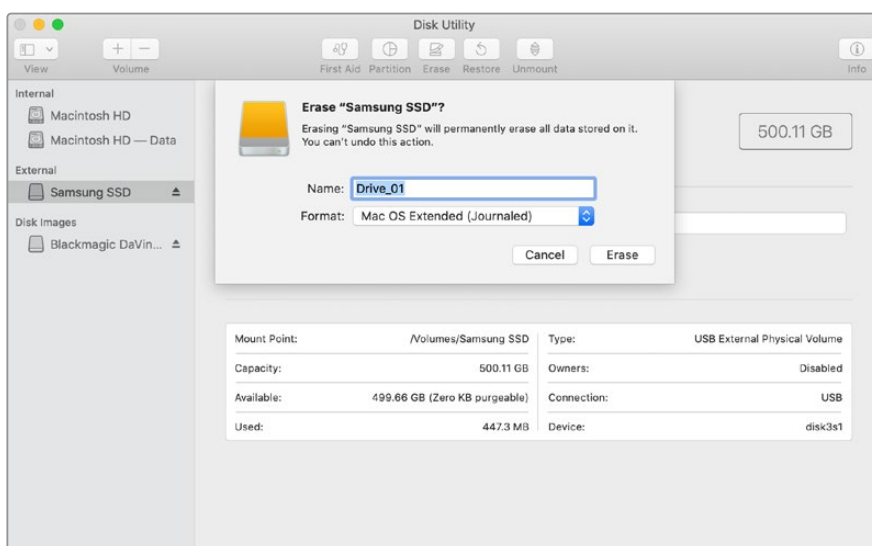 Disk Utility
View
Volume
First Aid
Partition
Erase
Restore
Unmount
Info
Internal
Macintosh HD
Macintosh HD — Data
External
Samsung SSD
Disk Images
Blackmagic DaVin...
Erase “Samsung SSD”?
Erasing “Samsung SSD” will permanently erase all data stored on it.
You can’t undo this action.
Name: Drive_01
Format: Mac OS Extended (Journaled)
Cancel
Erase
500.11 GB
Mount Point: /Volumes/Samsung SSD
Type: USB External Physical Volume
Capacity: 500.11 GB
Owners: Disabled
Available: 499.66 GB (Zero KB purgeable)
Connection: USB
Used: 447.3 MB
Device: disk3s1